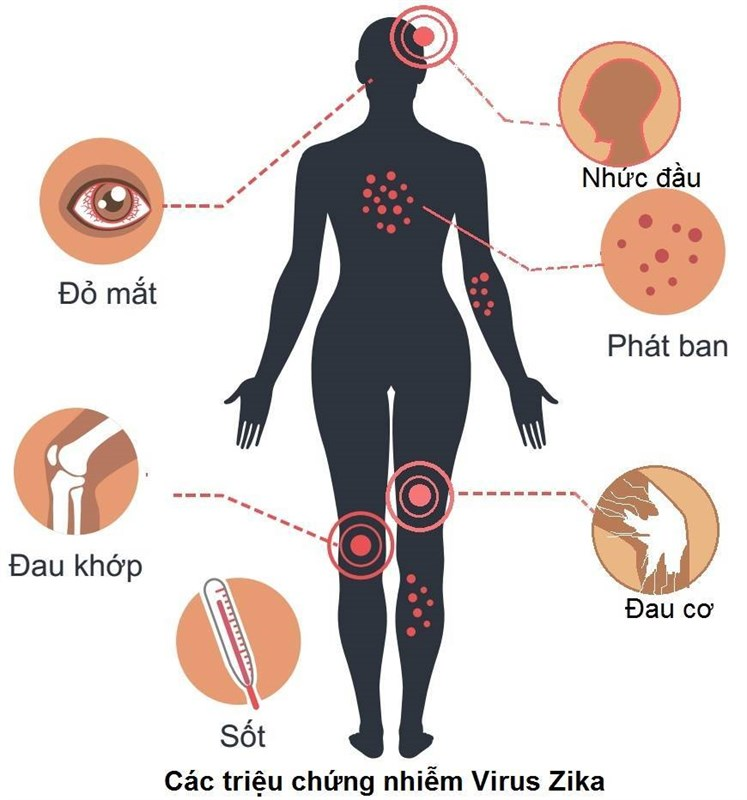 Nhức đầu
Đỏ mắt
Phát ban
Đau khớp
Đau cơ
Sốt
Các triệu chứng nhiễm Virus Zika